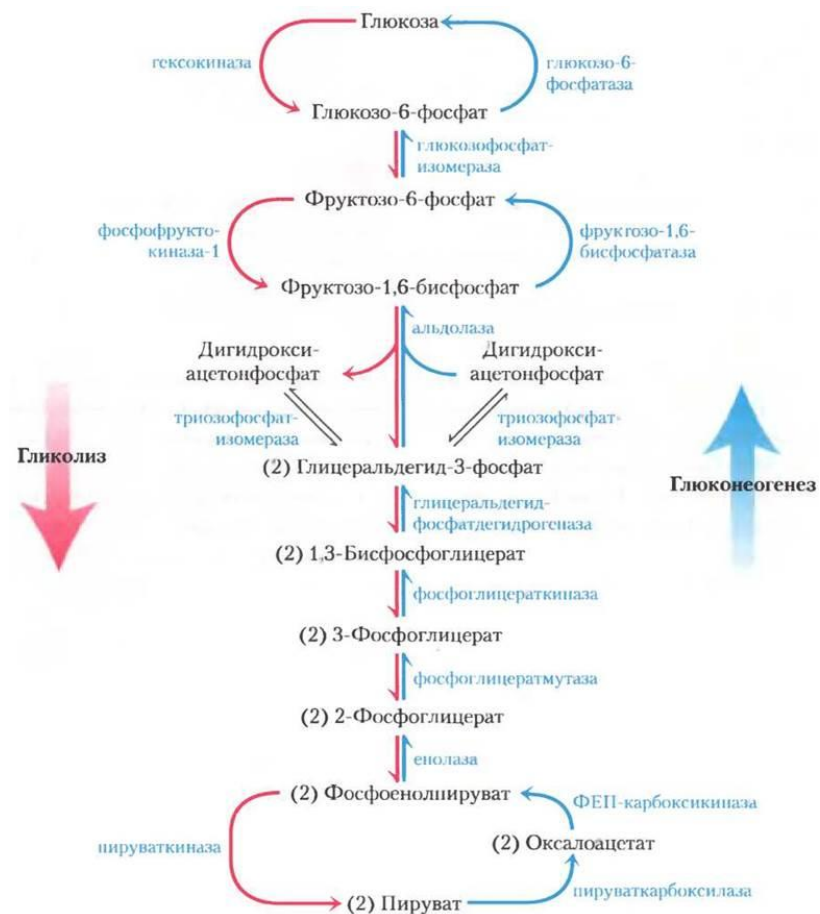 Глюкоза
гексокиназа
глюкозо-6-
фосфатаза
Глюкозо-6-фосфат
глюкозофосфат-
изомераза
Фруктозо-6-фосфат
фосфофрукто-
киназа-1
фруктозо-1,6-
бисфосфатаза
Фруктозо-1,6-бисфосфат
альдолаза
Дигидрокси-
ацетонфосфат
Дигидрокси-
ацетонфосфат
триозофосфат-
изомераза
триозофосфат-
изомераза
Гликолиз
(2) Глицеральдегид-3-фосфат
Глюконеогенез
глицеральдегид-
фосфатдегидрогеназа
(2) 1,3-Бисфосфоглицерат
фосфоглицераткиназа
(2) 3-Фосфоглицерат
фосфоглицератмутаза
(2) 2-Фосфоглицерат
енолаза
(2) Фосфоенолпируват
ФЕП-карбоксикиназа
пируваткиназа
(2) Оксалоацетат
пируваткарбоксилаза
(2) Пируват